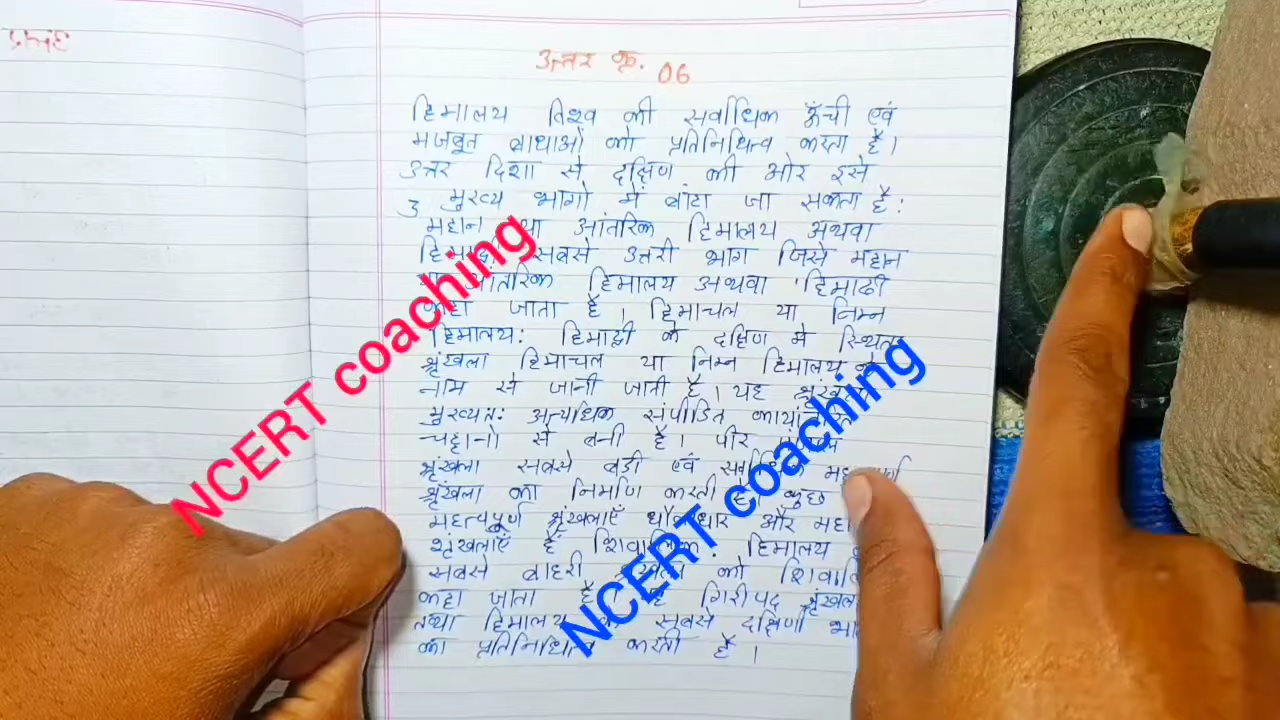 उत्तर क्र. 06
हिमालय विश्व की सर्वाधिक ऊँची एवं
मजबूत बाधाओं को प्रतिनिधित्व करता है।
उत्तर दिशा से दक्षिण की ओर इसे
3 मुख्य भागो में बांटा जा सकता है:
महान या आंतरिक हिमालय अथवा
सबसे उत्तरी भाग जिसे महान
आंतरिक हिमालय अथवा 'हिमाद्री
कहा जाता है। हिमाचल या निम्न
हिमालय: हिमाद्री के दक्षिण मे स्थित
श्रृंखला हिमाचल या निम्न हिमालय के
नाम से जानी जाती है। यह
मुख्यत: अत्यधिक संपीडित
चट्टानो से बनी है। पीर
श्रृंखला सबसे बडी एवं
श्रृंखला का निर्माण करती है। कुछ
महत्वपूर्ण श्रृंखलाएँ धौलाधार और
श्रृंखलाएँ हैं शिवालिक: हिमालय
सबसे बाहरी को
कहा जाता है। गिरीपद
तथा हिमालय सबसे दक्षिणी
का प्रतिनिधित्व करती है।
NCERT coaching
NCERT coaching